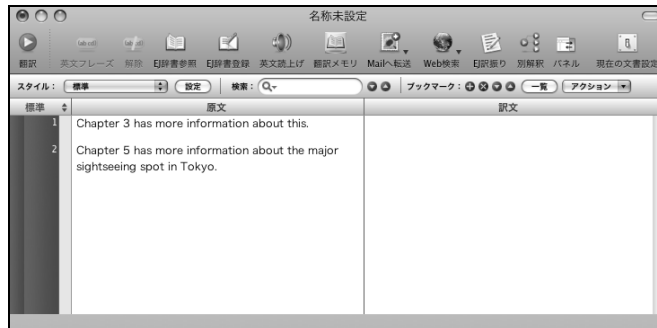 名称未設定
翻訳 英文フレーズ 解除 EJ辞書参照 EJ辞書登録 英文読上げ 翻訳メモリ Mailへ転送 Web検索 EJ訳振り 別解釈 パネル 現在の文書設定
スタイル： 標準 設定 検索： ブックマーク： 一覧 アクション
標準 原文 訳文
1 Chapter 3 has more information about this.
2 Chapter 5 has more information about the major
sightseeing spot in Tokyo.